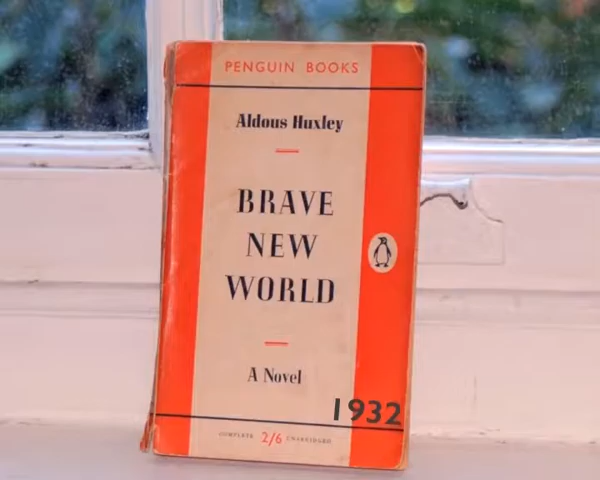 PENGUIN BOOKS
Aldous Huxley
BRAVE
NEW
WORLD
A Novel
1932
COMPLETE 2/6 UNABRIDGED